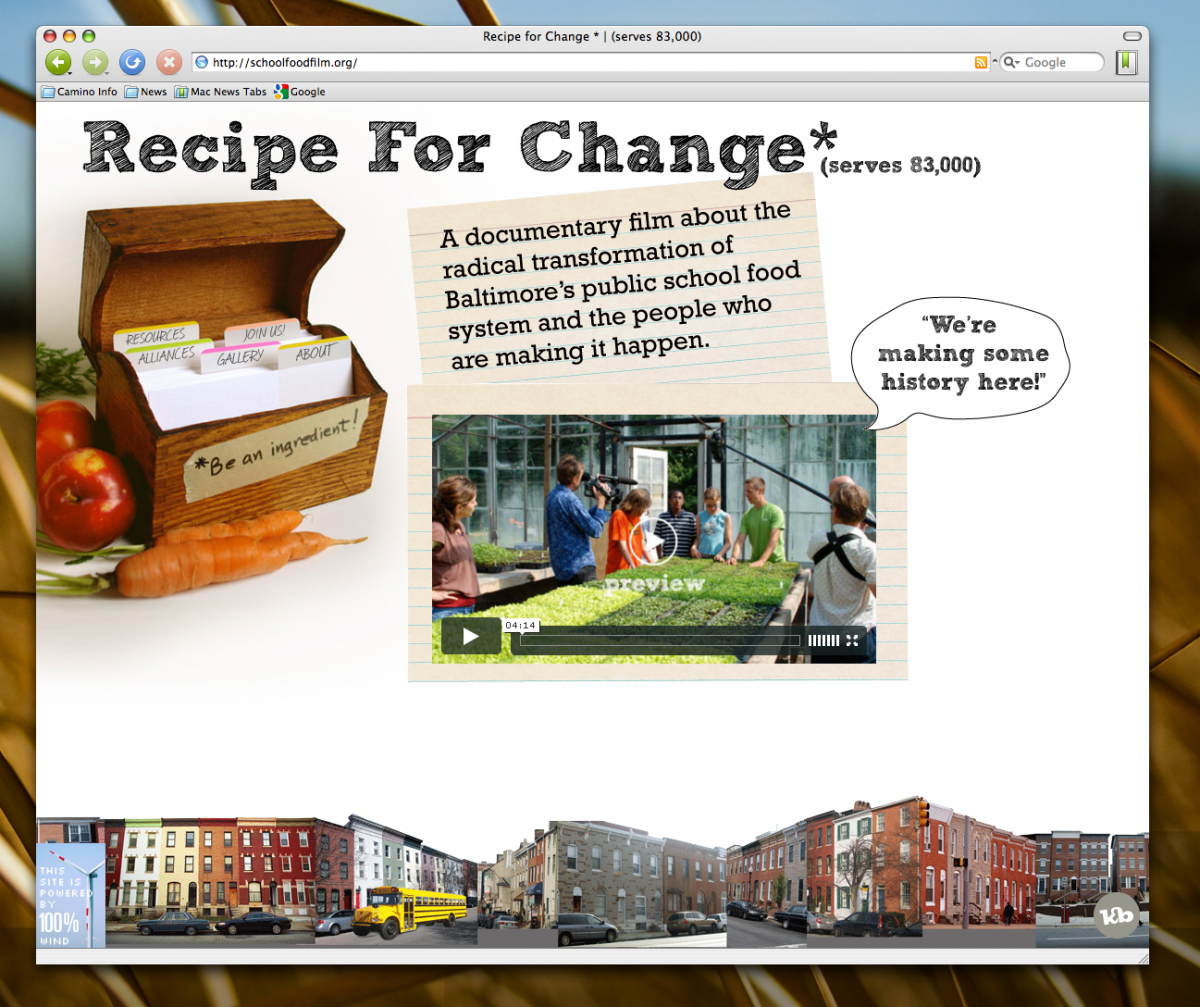 Recipe for Change * | (serves 83,000)
http://schoolfoodfilm.org/
Google
Camino Info
News
Mac News Tabs
Google
Recipe For Change*
(serves 83,000)
A documentary film about the
radical transformation of
Baltimore's public school food
system and the people who
are making it happen.
RESOURCES
JOIN US!
ALLIANCES
GALLERY
ABOUT
*Be an ingredient!
"We're
making some
history here!"
preview
04:14
THIS
SITE IS
POWERED
BY
100%
WIND